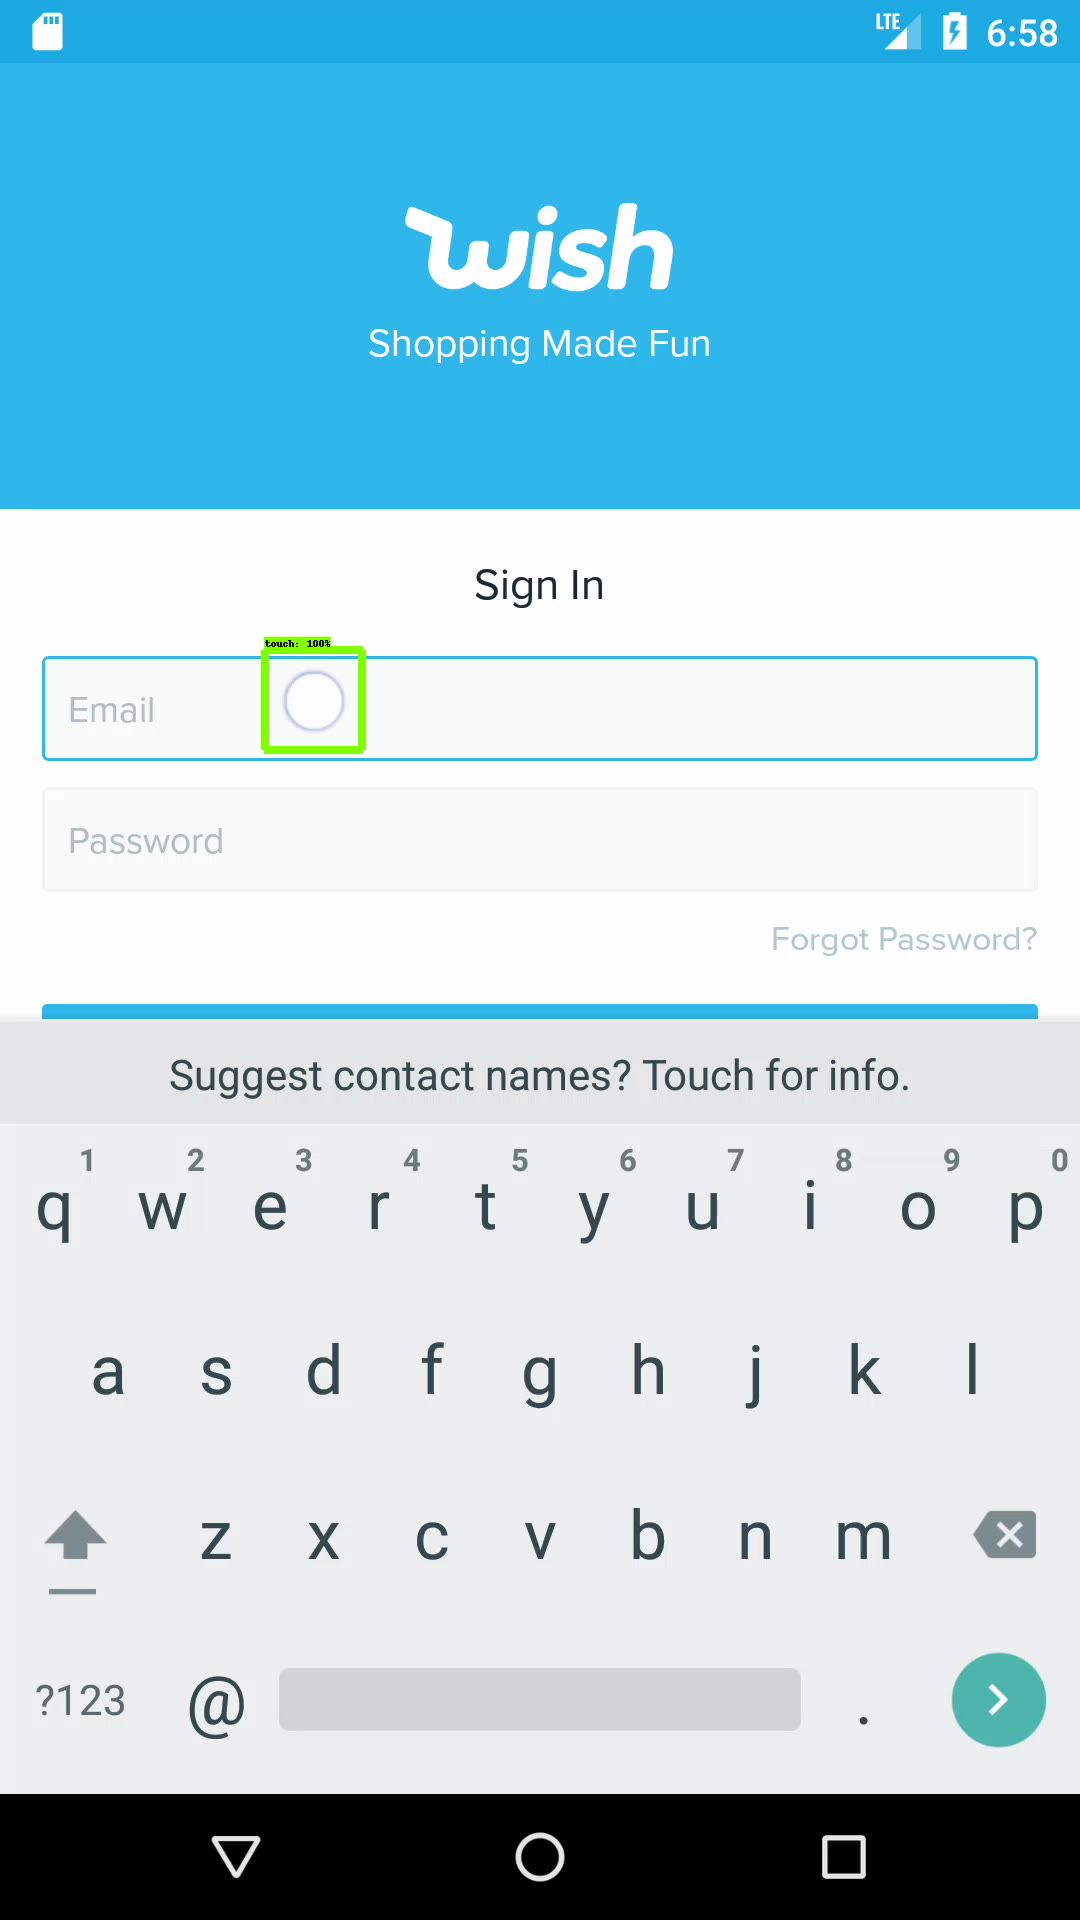 LTE 6:58
wish
Shopping Made Fun
Sign In
touch: 100%
Email
Password
Forgot Password?
Suggest contact names? Touch for info.
1 2 3 4 5 6 7 8 9 0
q w e r t y u i o p
a s d f g h j k l
z x c v b n m
?123 @ .